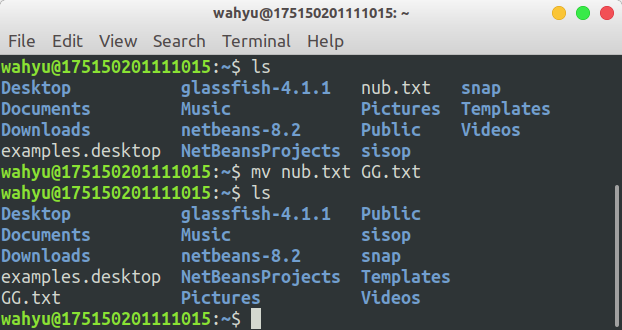 wahyu@175150201111015: ~
File Edit View Search Terminal Help
wahyu@175150201111015:~$ ls
Desktop glassfish-4.1.1 nub.txt snap
Documents Music Pictures Templates
Downloads netbeans-8.2 Public Videos
examples.desktop NetBeansProjects sisop
wahyu@175150201111015:~$ mv nub.txt GG.txt
wahyu@175150201111015:~$ ls
Desktop glassfish-4.1.1 Public
Documents Music sisop
Downloads netbeans-8.2 snap
examples.desktop NetBeansProjects Templates
GG.txt Pictures Videos
wahyu@175150201111015:~$